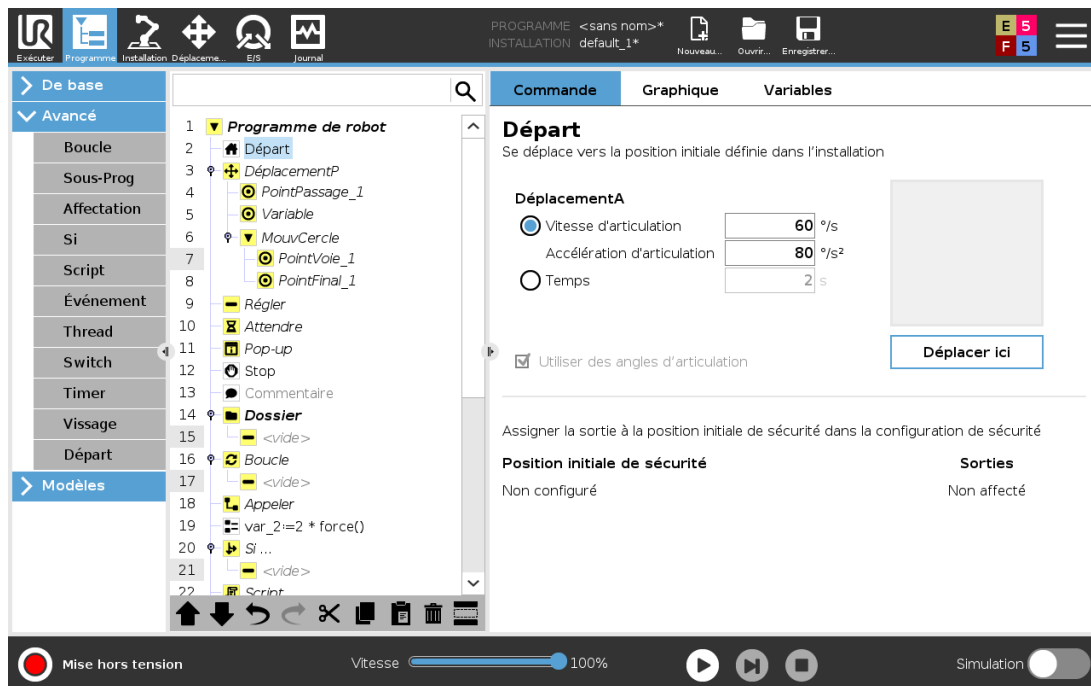 PROGRAMME <sans nom>*
INSTALLATION default_1*
Exécuter Programme Installation Déplaceme... E/S Journal
Nouveau... Ouvrir... Enregistrer...
E 5
F 5
De base
Avancé
Boucle
Sous-Prog
Affectation
Si
Script
Événement
Thread
Switch
Timer
Vissage
Départ
Modèles
1 Programme de robot
2 Départ
3 DéplacementP
4 PointPassage_1
5 Variable
6 MouvCercle
7 PointVoie_1
8 PointFinal_1
9 Régler
10 Attendre
11 Pop-up
12 Stop
13 Commentaire
14 Dossier
15 <vide>
16 Boucle
17 <vide>
18 Appeler
19 var_2:=2 * force()
20 Si ...
21 <vide>
22 Script
Commande Graphique Variables
Départ
Se déplace vers la position initiale définie dans l'installation
DéplacementA
Vitesse d'articulation 60 °/s
Accélération d'articulation 80 °/s²
Temps 2 s
Utiliser des angles d'articulation
Déplacer ici
Assigner la sortie à la position initiale de sécurité dans la configuration de sécurité
Position initiale de sécurité Sorties
Non configuré Non affecté
Mise hors tension Vitesse 100% Simulation